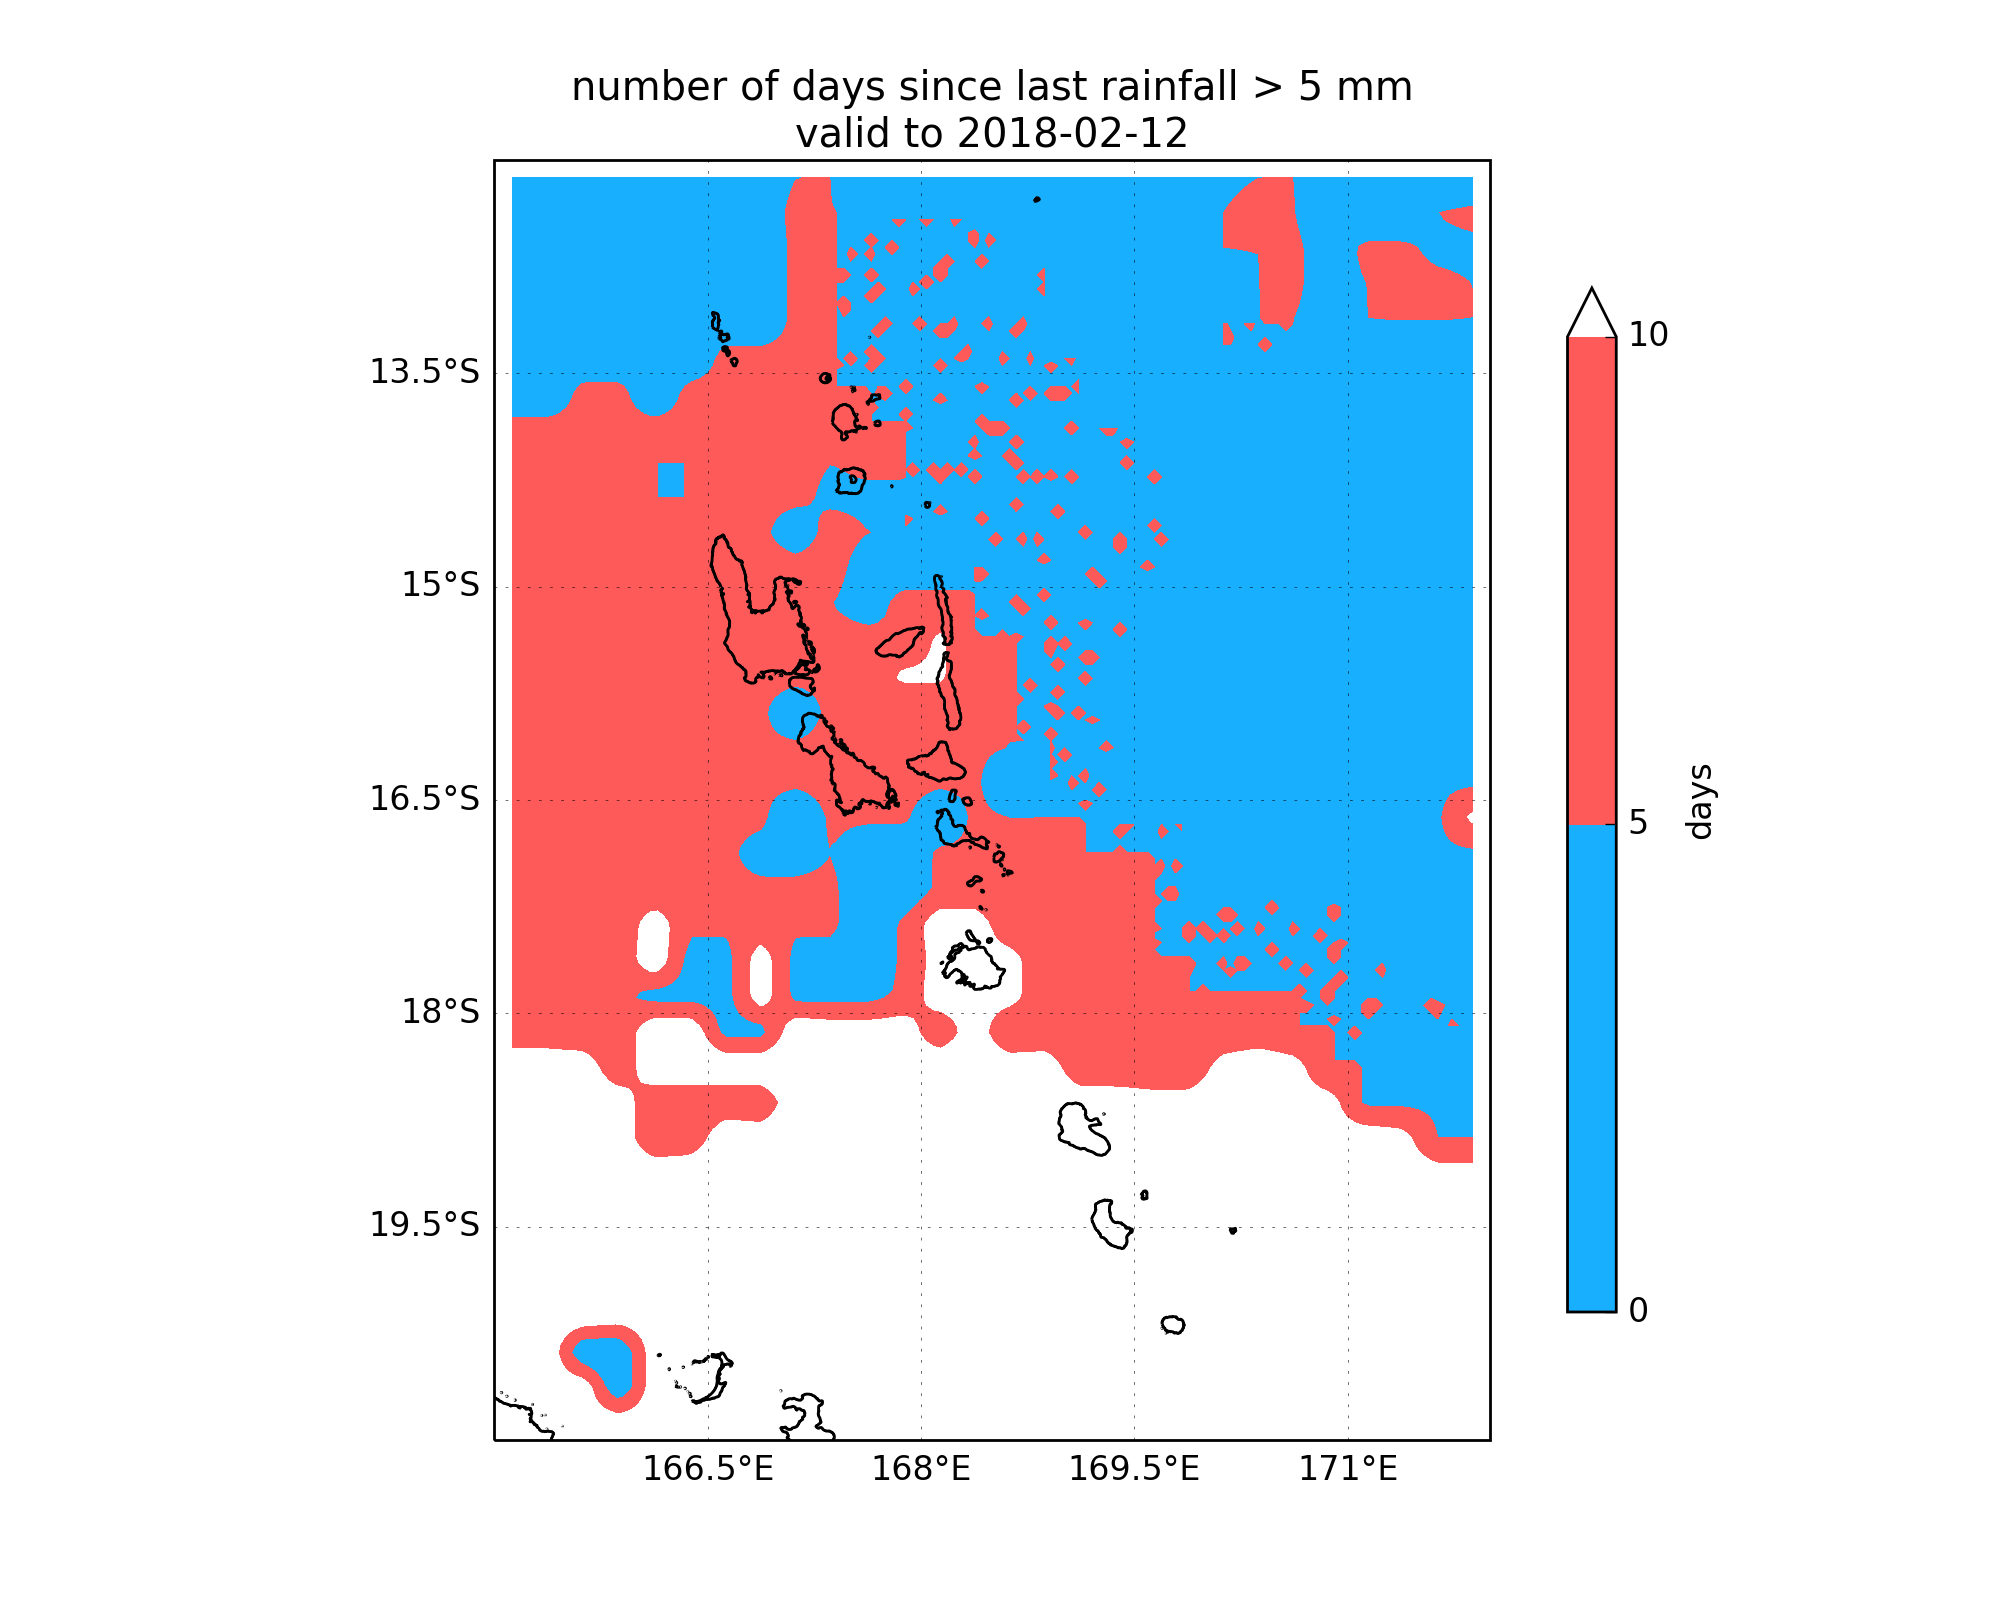 number of days since last rainfall > 5 mm
valid to 2018-02-12
13.5°S
15°S
16.5°S
18°S
19.5°S
166.5°E
168°E
169.5°E
171°E
10
5
0
days